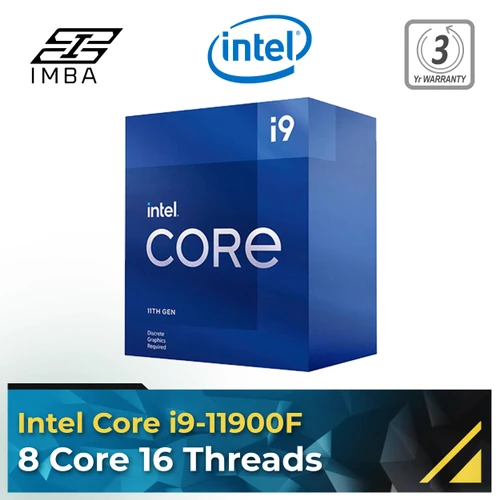 IMBA
intel
3
Yr WARRANTY
i9
intel.
CORE
11TH GEN
Discrete
Graphics
Required
Intel Core i9-11900F
8 Core 16 Threads